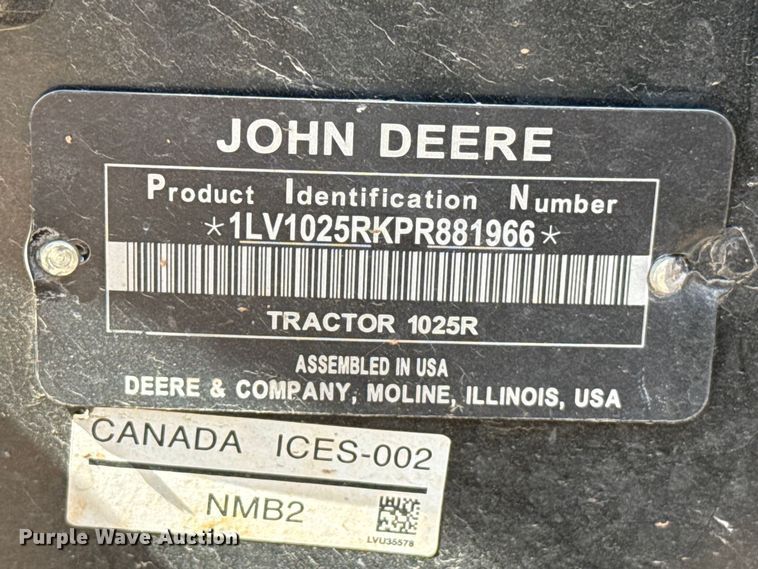 JOHN DEERE
Product Identification Number
*1LV1025RKPR881966*
TRACTOR 1025R
ASSEMBLED IN USA
DEERE & COMPANY, MOLINE, ILLINOIS, USA
CANADA ICES-002
NMB2
LVU35578
Purple Wave Auction